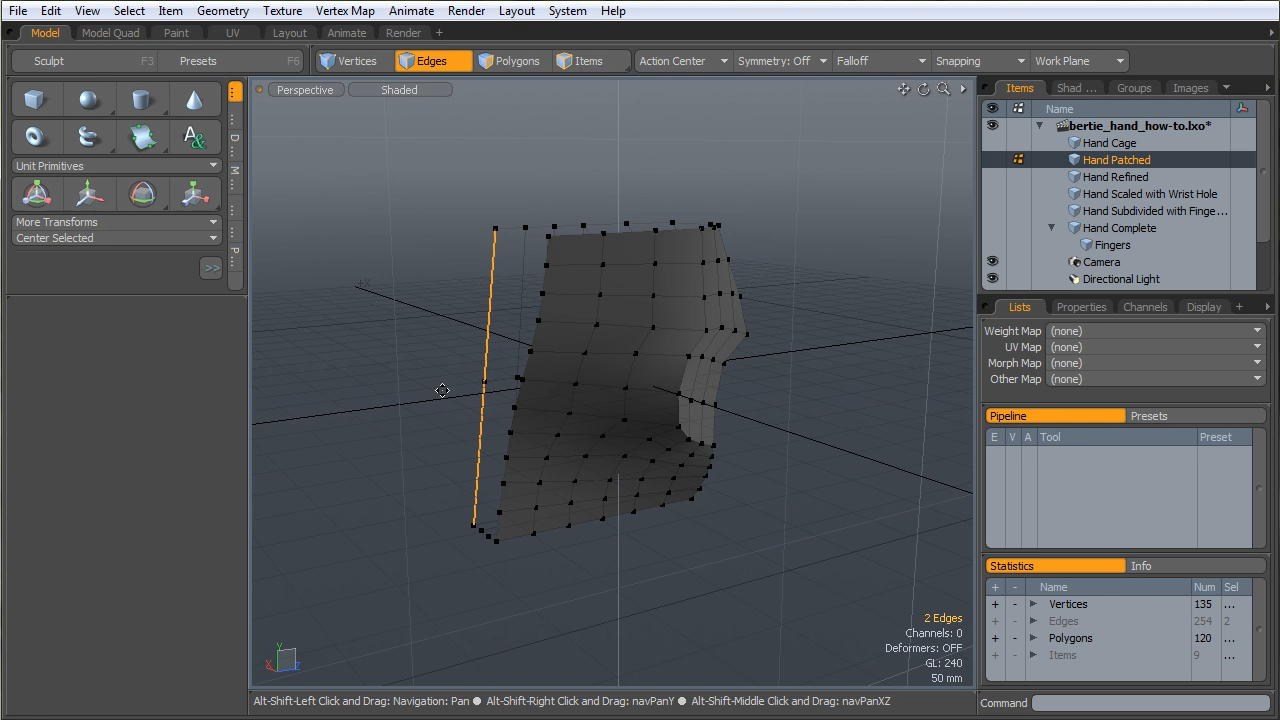 File Edit View Select Item Geometry Texture Vertex Map Animate Render Layout System Help
Model Model Quad Paint UV Layout Animate Render +
Sculpt F3 Presets F6 Vertices Edges Polygons Items Action Center Symmetry: Off Falloff Snapping Work Plane
Perspective Shaded
Items Shad ... Groups Images
Name
bertie_hand_how-to.lxo*
Hand Cage
Hand Patched
Hand Refined
Hand Scaled with Wrist Hole
Hand Subdivided with Finge...
Hand Complete
Fingers
Camera
Directional Light
D
M
P
Unit Primitives
More Transforms
Center Selected
>>
+X
Lists Properties Channels Display +
Weight Map (none)
UV Map (none)
Morph Map (none)
Other Map (none)
Pipeline Presets
E V A Tool Preset
Statistics Info
+ - Name Num Sel
+ - Vertices 135 ...
+ - Edges 254 2
+ - Polygons 120 ...
+ - Items 9 ...
2 Edges
Channels: 0
Deformers: OFF
GL: 240
50 mm
Y
X Z
Alt-Shift-Left Click and Drag: Navigation: Pan ● Alt-Shift-Right Click and Drag: navPanY ● Alt-Shift-Middle Click and Drag: navPanXZ
Command